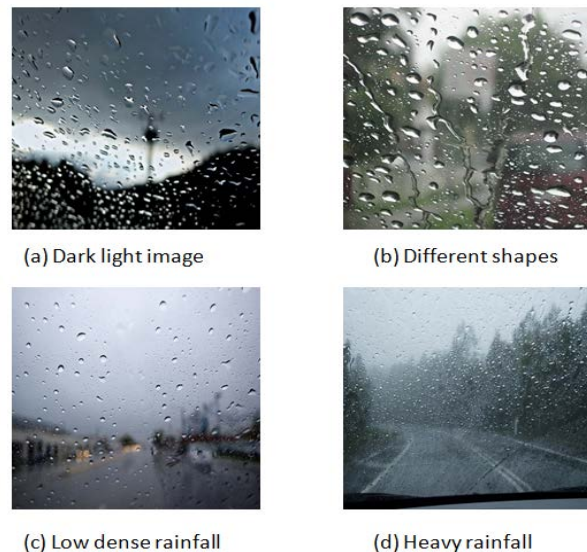 (a) Dark light image
(b) Different shapes
(c) Low dense rainfall
(d) Heavy rainfall